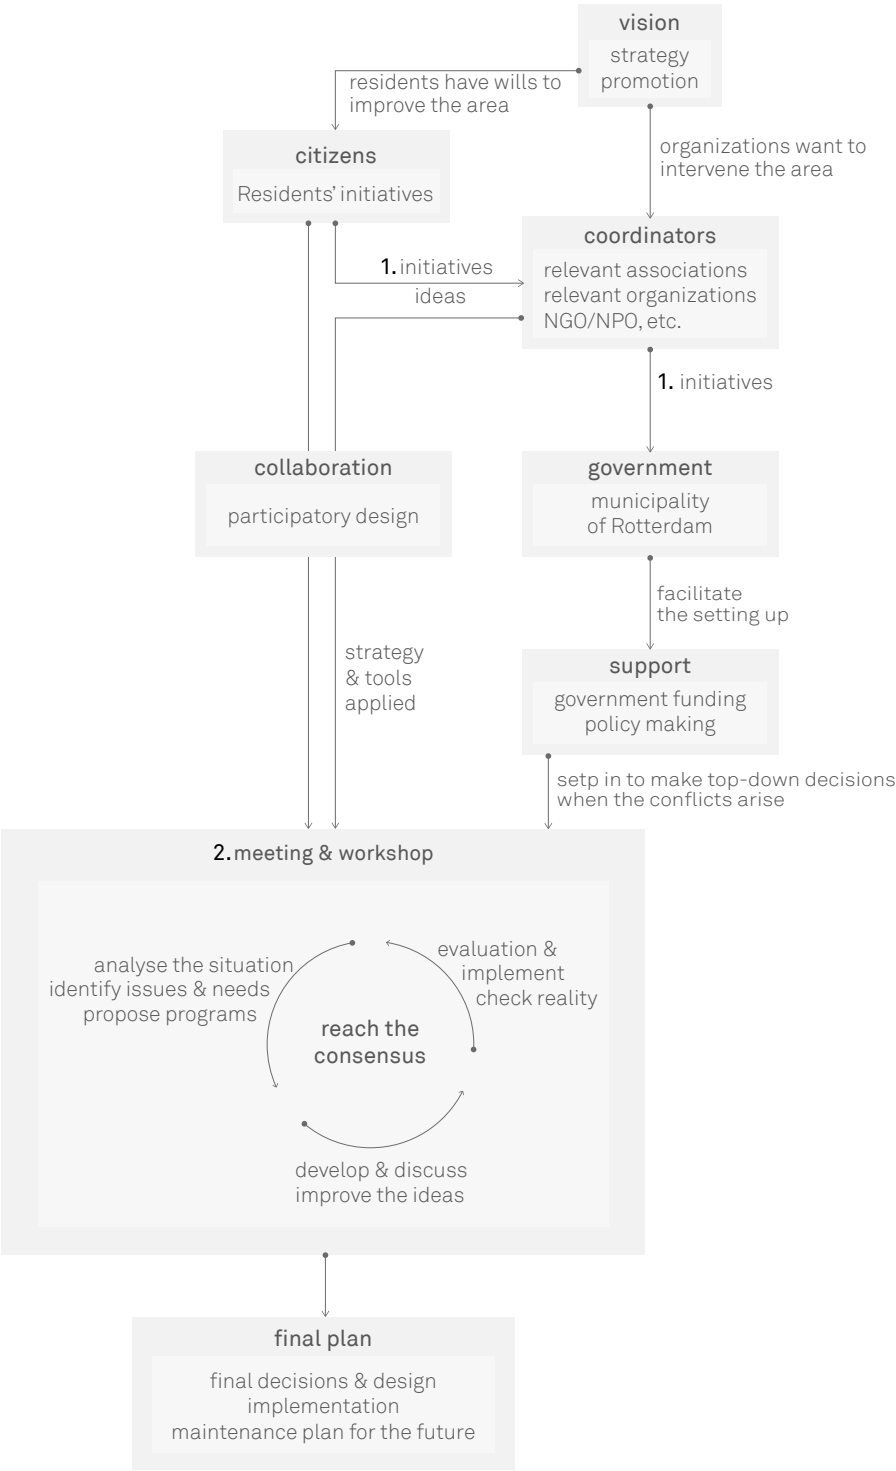 vision
strategy
promotion
residents have wills to
improve the area
organizations want to
intervene the area
citizens
Residents’ initiatives
coordinators
relevant associations
relevant organizations
NGO/NPO, etc.
1. initiatives
ideas
1. initiatives
collaboration
participatory design
government
municipality
of Rotterdam
facilitate
the setting up
strategy
& tools
applied
support
government funding
policy making
setp in to make top-down decisions
when the conflicts arise
2. meeting & workshop
analyse the situation
identify issues & needs
propose programs
evaluation &
implement
check reality
reach the
consensus
develop & discuss
improve the ideas
final plan
final decisions & design
implementation
maintenance plan for the future